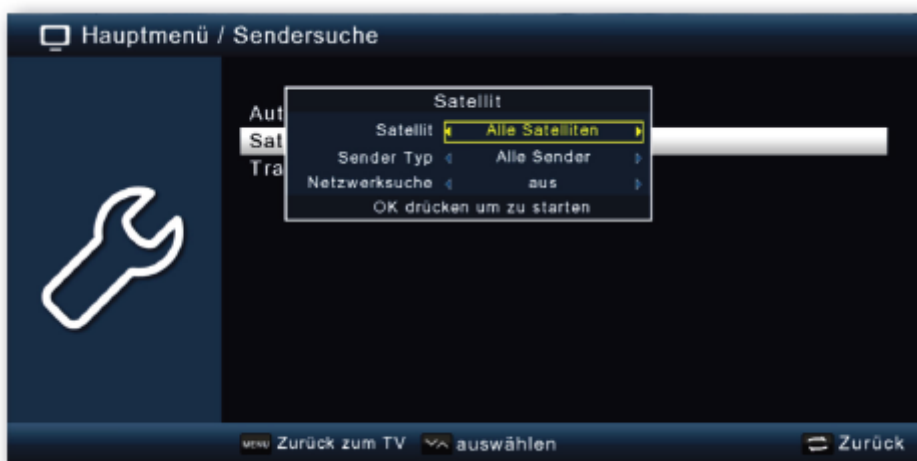 Hauptmenü / Sendersuche
Satellit
Aut
Satellit Alle Satelliten
Sat
Sender Typ Alle Sender
Tra
Netzwerksuche aus
OK drücken um zu starten
MENU Zurück zum TV auswählen Zurück